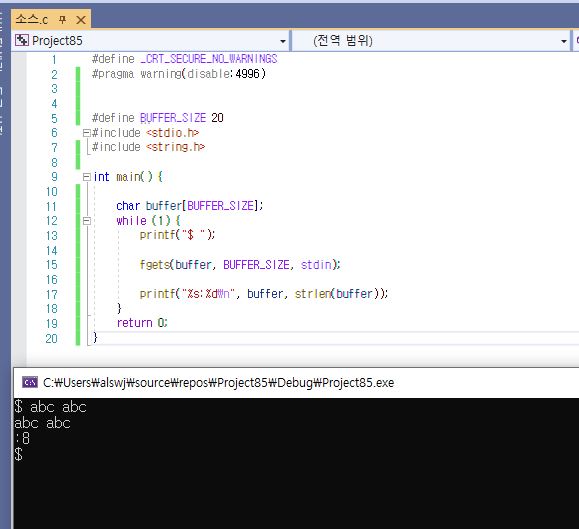 소스.c
Project85
(전역 범위)
1 #define _CRT_SECURE_NO_WARNINGS
2 #pragma warning(disable:4996)
3
4
5 #define BUFFER_SIZE 20
6 #include <stdio.h>
7 #include <string.h>
8
9 int main() {
10
11 char buffer[BUFFER_SIZE];
12 while (1) {
13 printf("$ ");
14
15 fgets(buffer, BUFFER_SIZE, stdin);
16
17 printf("%s:%d₩n", buffer, strlen(buffer));
18 }
19 return 0;
20 }
C:₩Users₩alswj₩source₩repos₩Project85₩Debug₩Project85.exe
$ abc abc
abc abc
:8
$